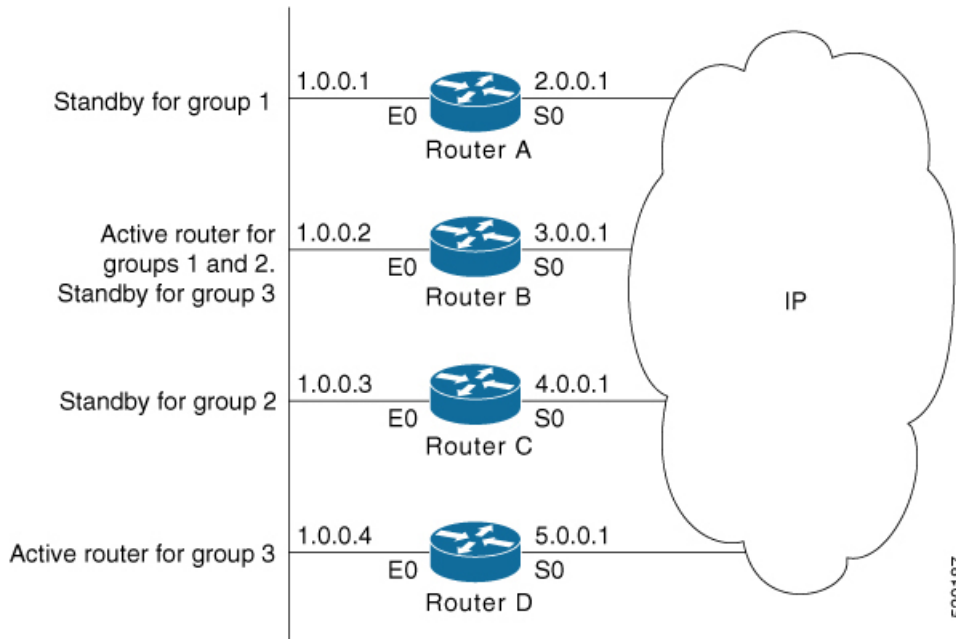 Standby for group 1
1.0.0.1
2.0.0.1
E0
S0
Router A
Active router for
groups 1 and 2.
Standby for group 3
1.0.0.2
3.0.0.1
E0
S0
Router B
IP
Standby for group 2
1.0.0.3
4.0.0.1
E0
S0
Router C
Active router for group 3
1.0.0.4
5.0.0.1
E0
S0
Router D